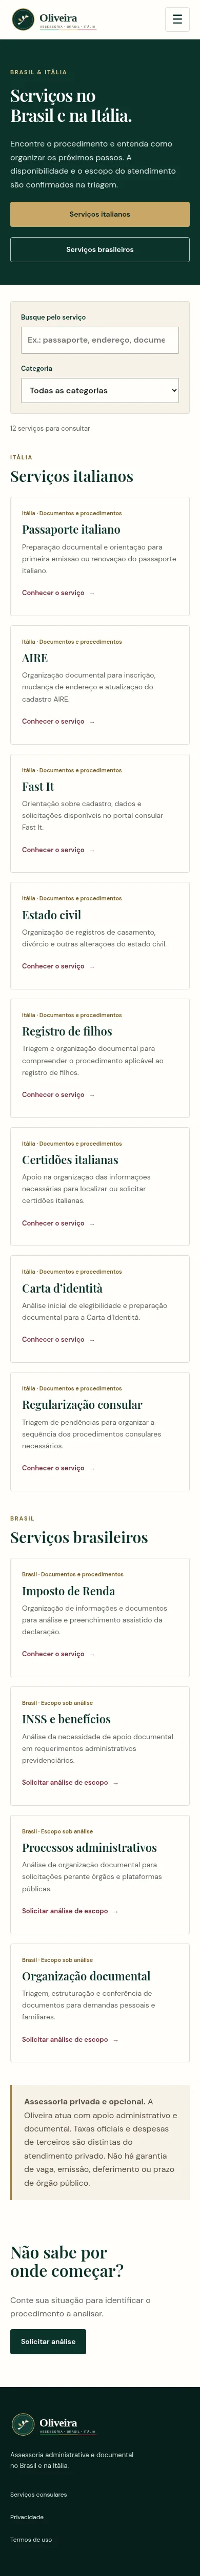 Oliveira
ASSESSORIA • BRASIL • ITÁLIA
☰
BRASIL & ITÁLIA
Serviços no
Brasil e na Itália.
Encontre o procedimento e entenda como
organizar os próximos passos. A
disponibilidade e o escopo do atendimento
são confirmados na triagem.
Serviços italianos
Serviços brasileiros
Busque pelo serviço
Ex.: passaporte, endereço, docume
Categoria
Todas as categorias
12 serviços para consultar
ITÁLIA
Serviços italianos
Itália · Documentos e procedimentos
Passaporte italiano
Preparação documental e orientação para
primeira emissão ou renovação do passaporte
italiano.
Conhecer o serviço →
Itália · Documentos e procedimentos
AIRE
Organização documental para inscrição,
mudança de endereço e atualização do
cadastro AIRE.
Conhecer o serviço →
Itália · Documentos e procedimentos
Fast It
Orientação sobre cadastro, dados e
solicitações disponíveis no portal consular
Fast It.
Conhecer o serviço →
Itália · Documentos e procedimentos
Estado civil
Organização de registros de casamento,
divórcio e outras alterações do estado civil.
Conhecer o serviço →
Itália · Documentos e procedimentos
Registro de filhos
Triagem e organização documental para
compreender o procedimento aplicável ao
registro de filhos.
Conhecer o serviço →
Itália · Documentos e procedimentos
Certidões italianas
Apoio na organização das informações
necessárias para localizar ou solicitar
certidões italianas.
Conhecer o serviço →
Itália · Documentos e procedimentos
Carta d’identità
Análise inicial de elegibilidade e preparação
documental para a Carta d’Identità.
Conhecer o serviço →
Itália · Documentos e procedimentos
Regularização consular
Triagem de pendências para organizar a
sequência dos procedimentos consulares
necessários.
Conhecer o serviço →
BRASIL
Serviços brasileiros
Brasil · Documentos e procedimentos
Imposto de Renda
Organização de informações e documentos
para análise e preenchimento assistido da
declaração.
Conhecer o serviço →
Brasil · Escopo sob análise
INSS e benefícios
Análise da necessidade de apoio documental
em requerimentos administrativos
previdenciários.
Solicitar análise de escopo →
Brasil · Escopo sob análise
Processos administrativos
Análise de organização documental para
solicitações perante órgãos e plataformas
públicas.
Solicitar análise de escopo →
Brasil · Escopo sob análise
Organização documental
Triagem, estruturação e conferência de
documentos para demandas pessoais e
familiares.
Solicitar análise de escopo →
Assessoria privada e opcional. A
Oliveira atua com apoio administrativo e
documental. Taxas oficiais e despesas
de terceiros são distintas do
atendimento privado. Não há garantia
de vaga, emissão, deferimento ou prazo
de órgão público.
Não sabe por
onde começar?
Conte sua situação para identificar o
procedimento a analisar.
Solicitar análise
Oliveira
ASSESSORIA • BRASIL • ITÁLIA
Assessoria administrativa e documental
no Brasil e na Itália.
Serviços consulares
Privacidade
Termos de uso